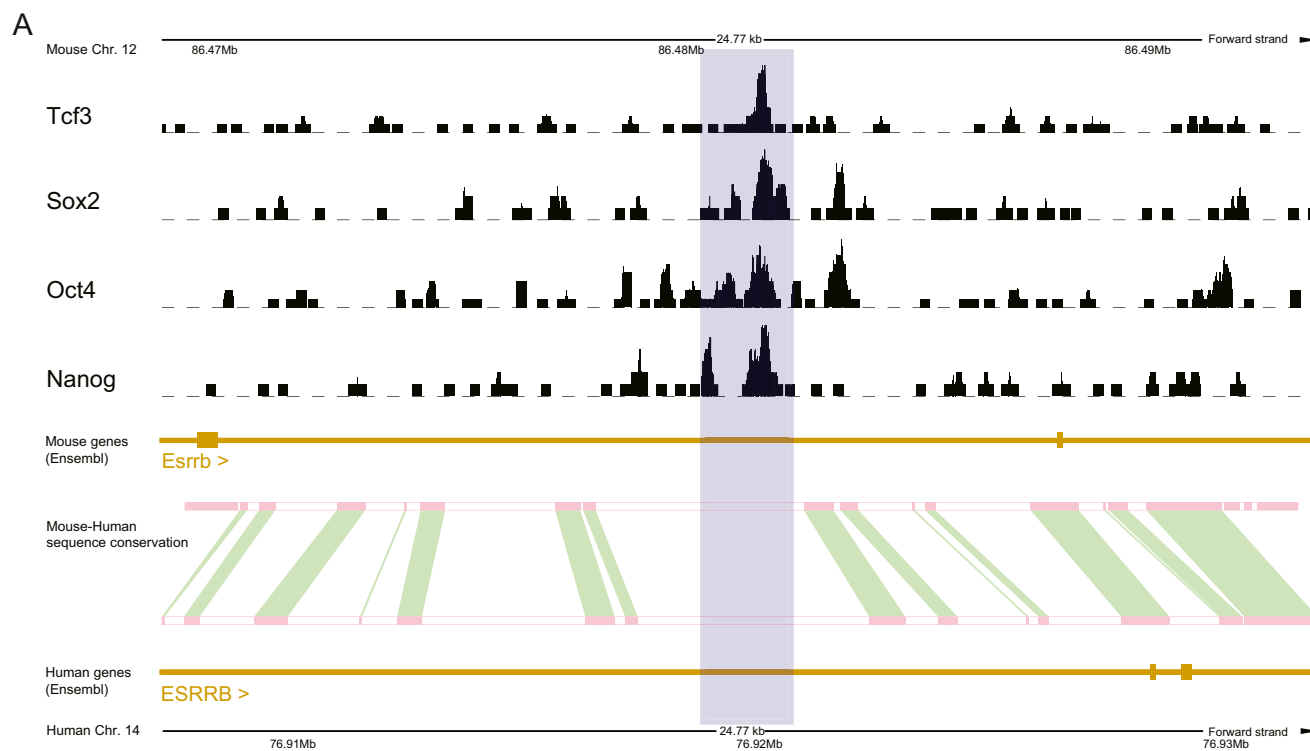 A
Mouse Chr. 12
24.77 kb
Forward strand
86.47Mb
86.48Mb
86.49Mb
Tcf3
Sox2
Oct4
Nanog
Mouse genes
(Ensembl)
Esrrb >
Mouse-Human
sequence conservation
Human genes
(Ensembl)
ESRRB >
Human Chr. 14
24.77 kb
Forward strand
76.91Mb
76.92Mb
76.93Mb